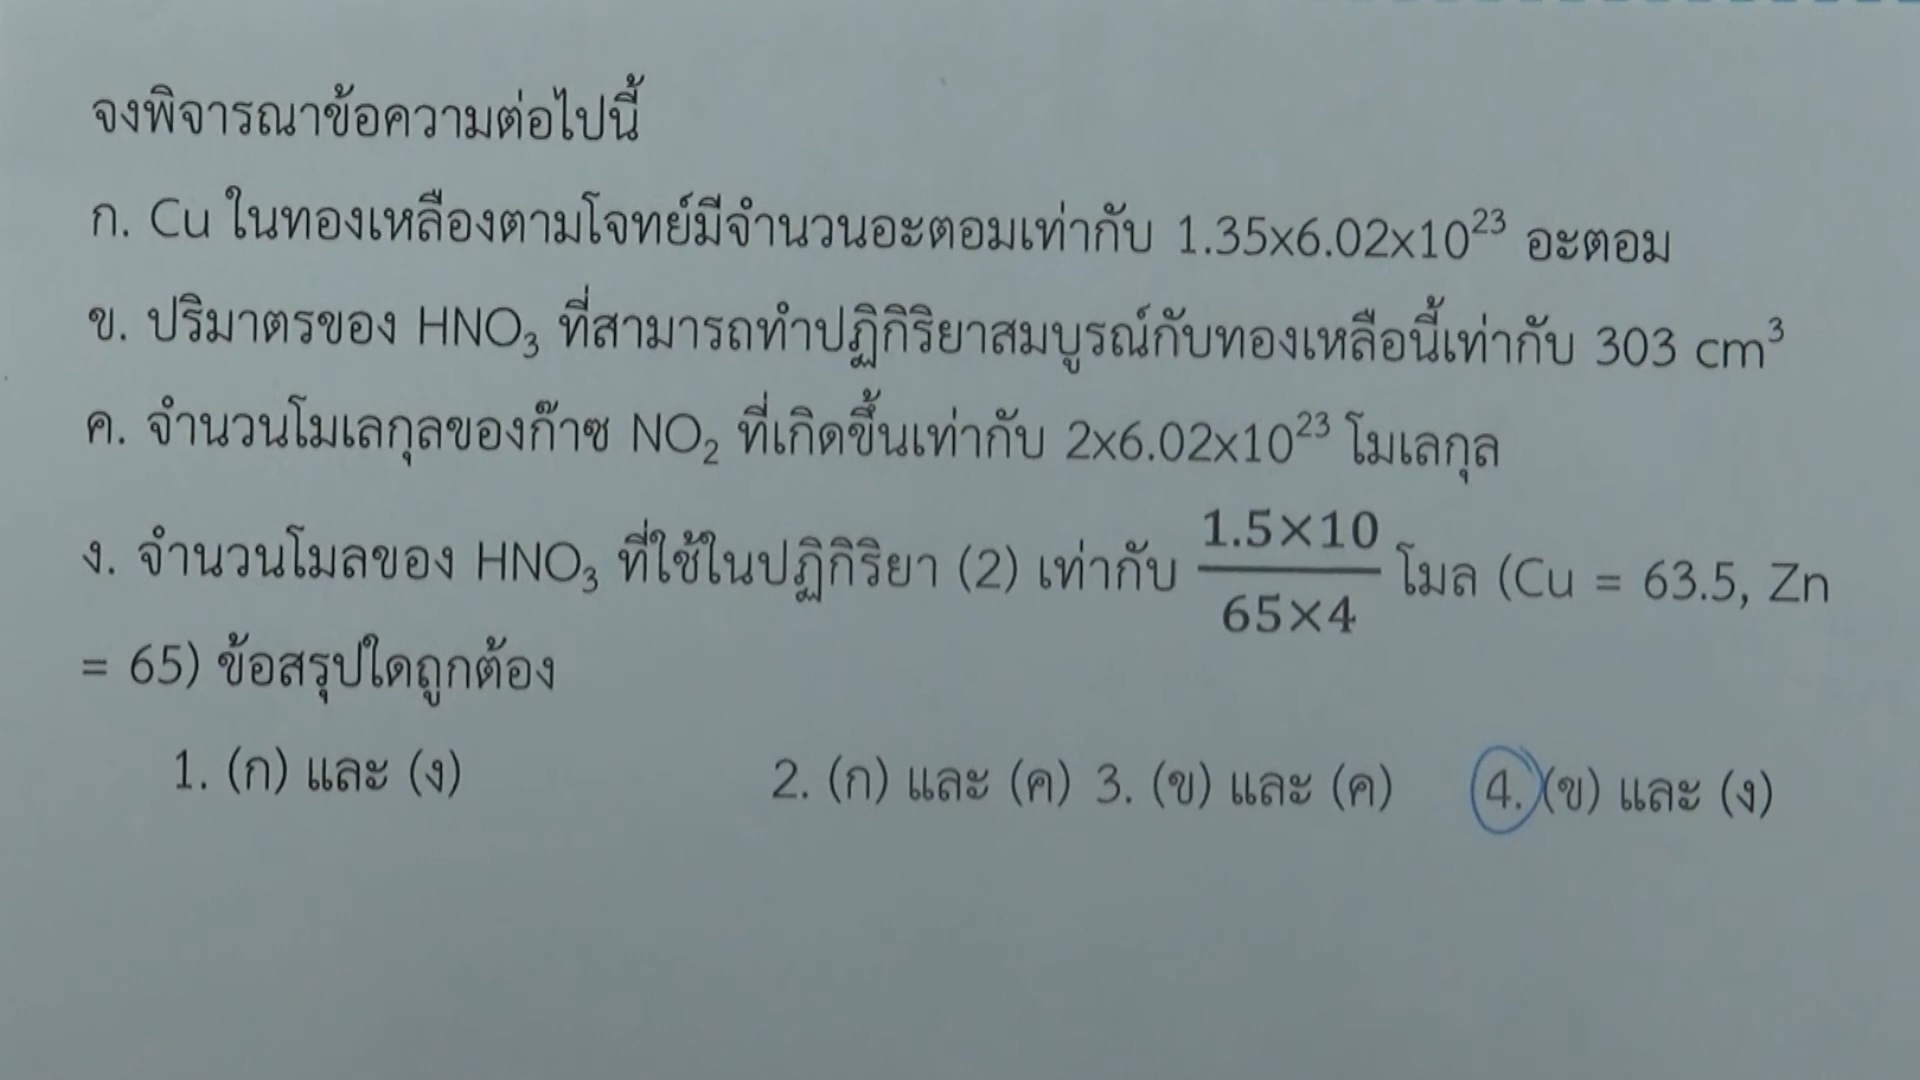 จงพิจารณาข้อความต่อไปนี้
ก. Cu ในทองเหลืองตามโจทย์มีจำนวนอะตอมเท่ากับ 1.35x6.02x10²³ อะตอม
ข. ปริมาตรของ HNO₃ ที่สามารถทำปฏิกิริยาสมบูรณ์กับทองเหลือนี้เท่ากับ 303 cm³
ค. จำนวนโมเลกุลของก๊าซ NO₂ ที่เกิดขึ้นเท่ากับ 2x6.02x10²³ โมเลกุล
ง. จำนวนโมลของ HNO₃ ที่ใช้ในปฏิกิริยา (2) เท่ากับ 1.5×10/65×4 โมล (Cu = 63.5, Zn
= 65) ข้อสรุปใดถูกต้อง
1. (ก) และ (ง) 2. (ก) และ (ค) 3. (ข) และ (ค) 4. (ข) และ (ง)